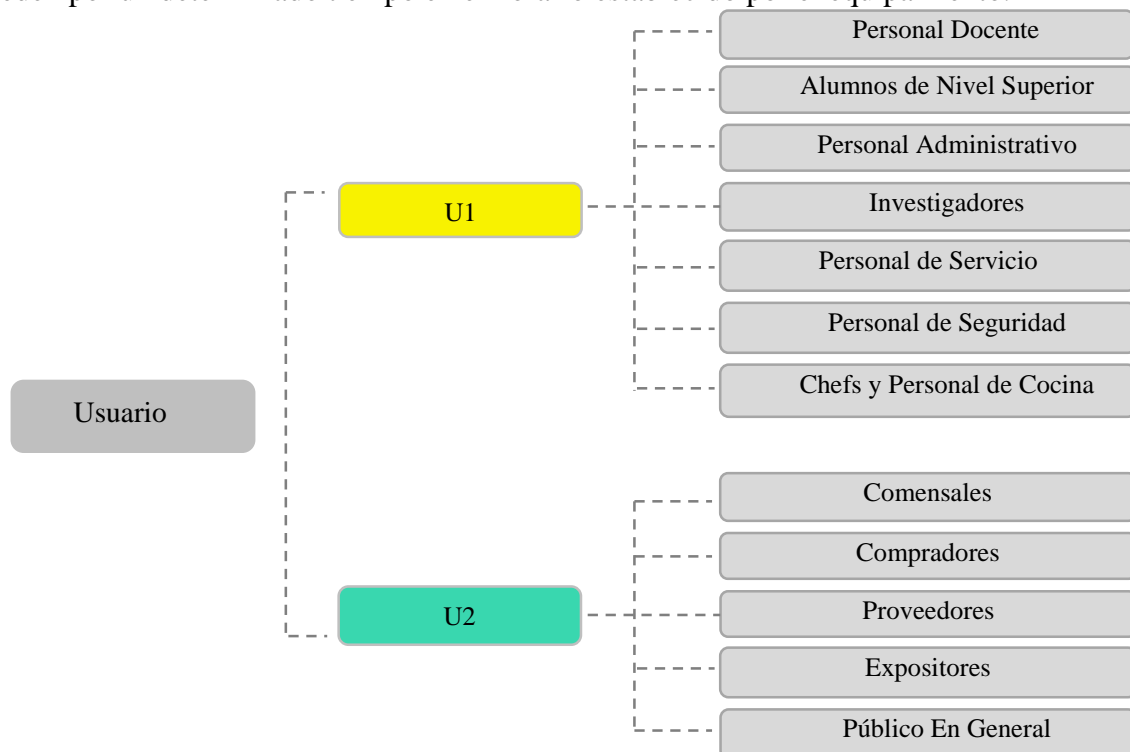 Personal Docente
Alumnos de Nivel Superior
Personal Administrativo
U1
Investigadores
Personal de Servicio
Personal de Seguridad
Chefs y Personal de Cocina
Usuario
Comensales
Compradores
U2
Proveedores
Expositores
Público En General